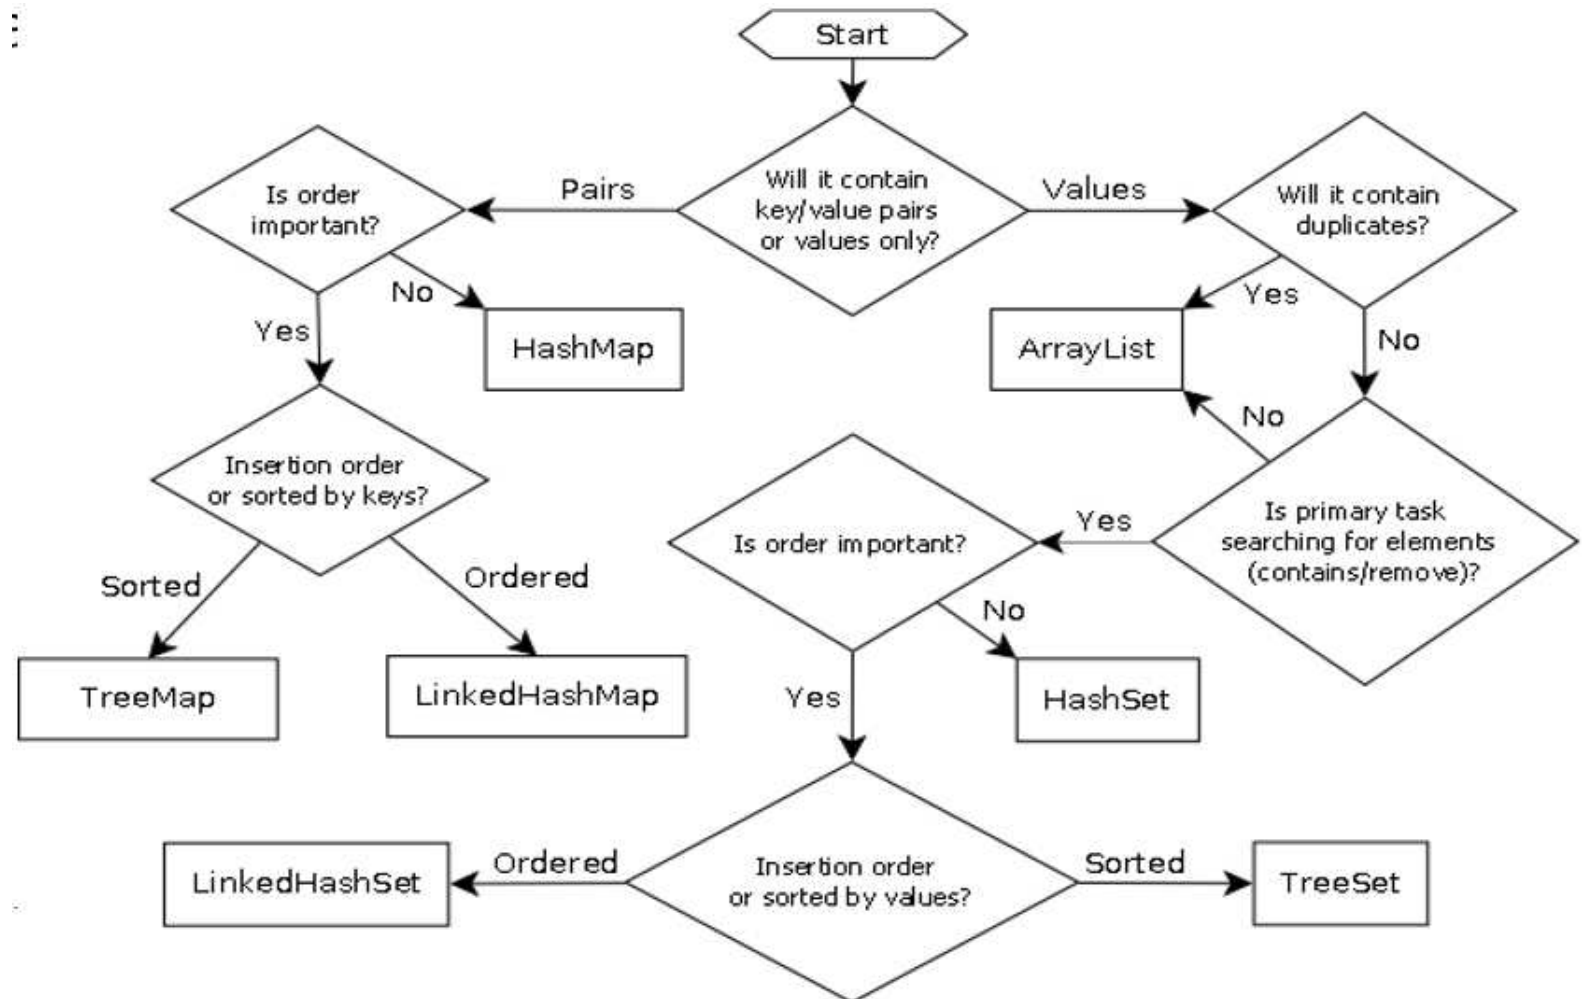 Start
Will it contain
key/value pairs
or values only?
Pairs
Values
Is order
important?
No
HashMap
Yes
Insertion order
or sorted by keys?
Sorted
Ordered
TreeMap
LinkedHashMap
Will it contain
duplicates?
Yes
ArrayList
No
No
Is primary task
searching for elements
(contains/remove)?
Yes
Is order important?
No
HashSet
Yes
Insertion order
or sorted by values?
Ordered
LinkedHashSet
Sorted
TreeSet